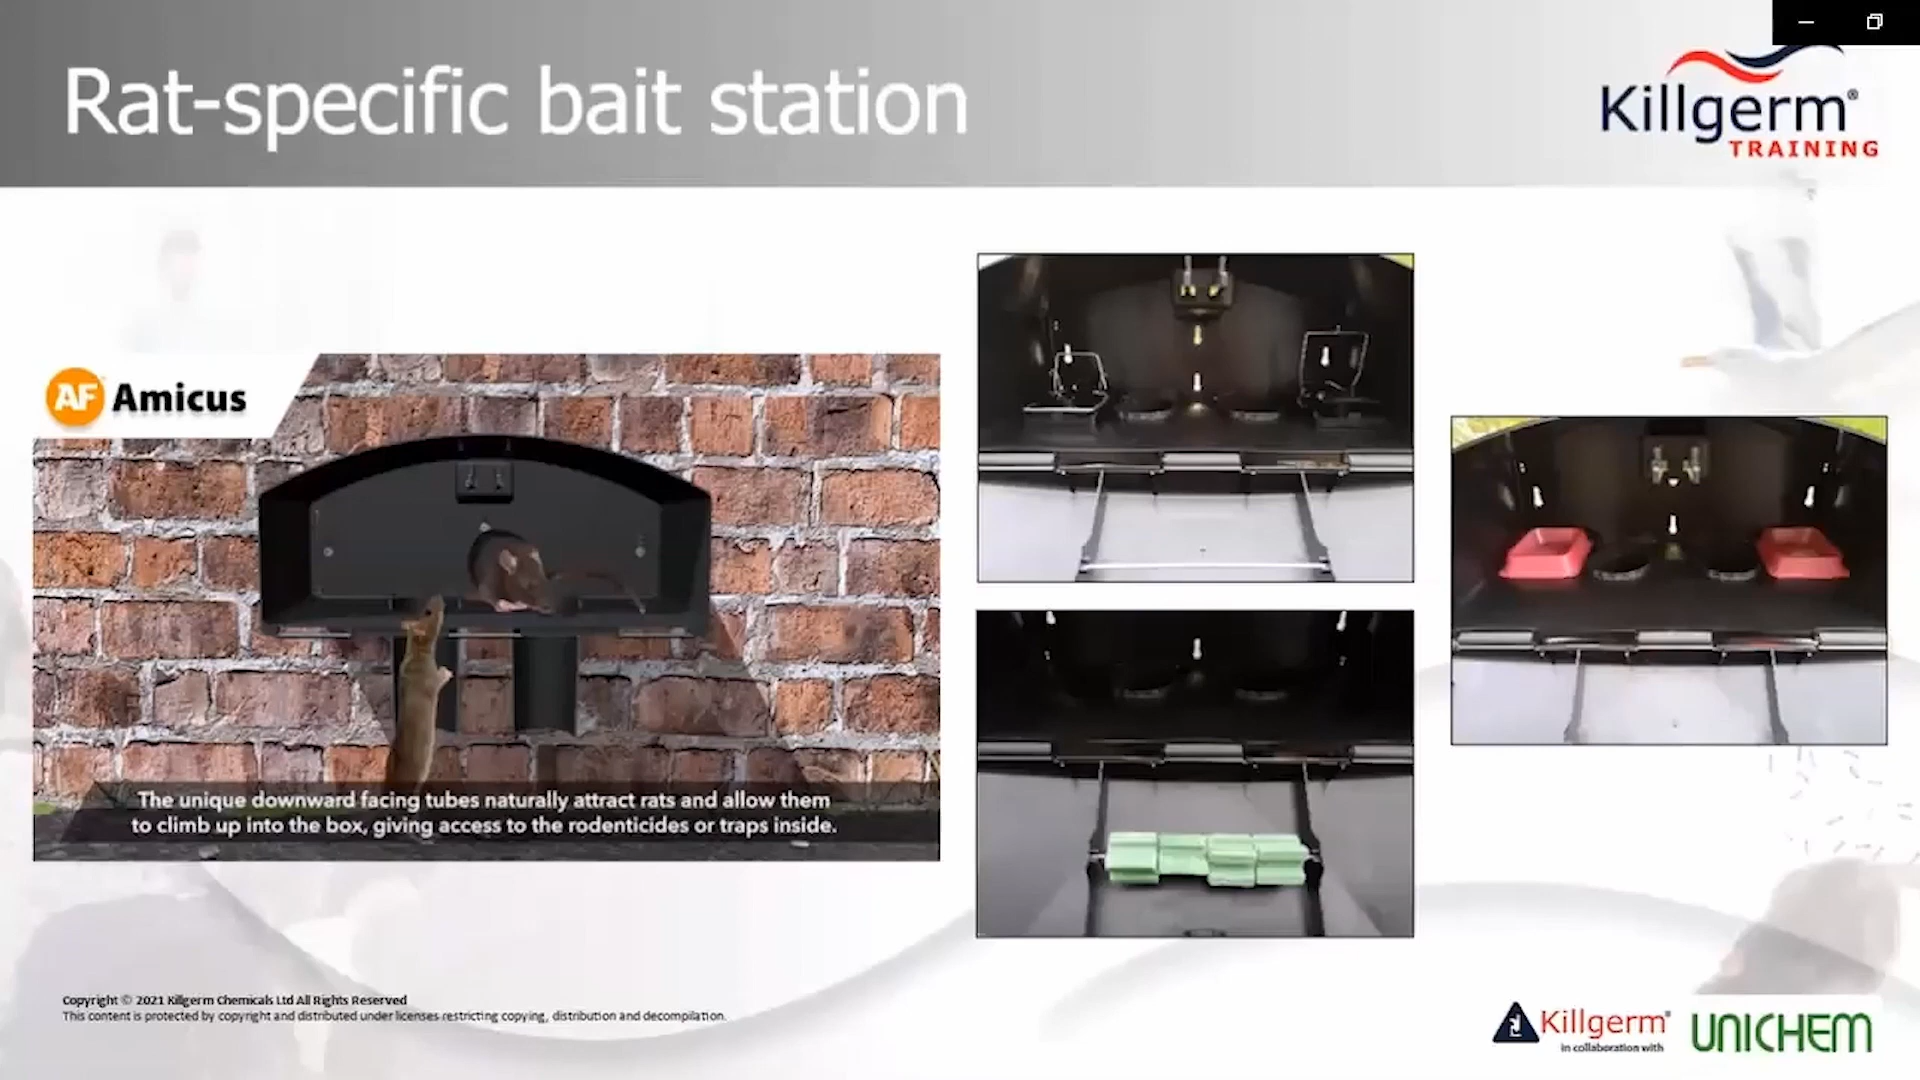 Rat-specific bait station
Killgerm®
TRAINING
AF Amicus
The unique downward facing tubes naturally attract rats and allow them
to climb up into the box, giving access to the rodenticides or traps inside.
Copyright © 2021 Killgerm Chemicals Ltd All Rights Reserved
This content is protected by copyright and distributed under licenses restricting copying, distribution and decompilation.
Killgerm®
in collaboration with
UNICHEM